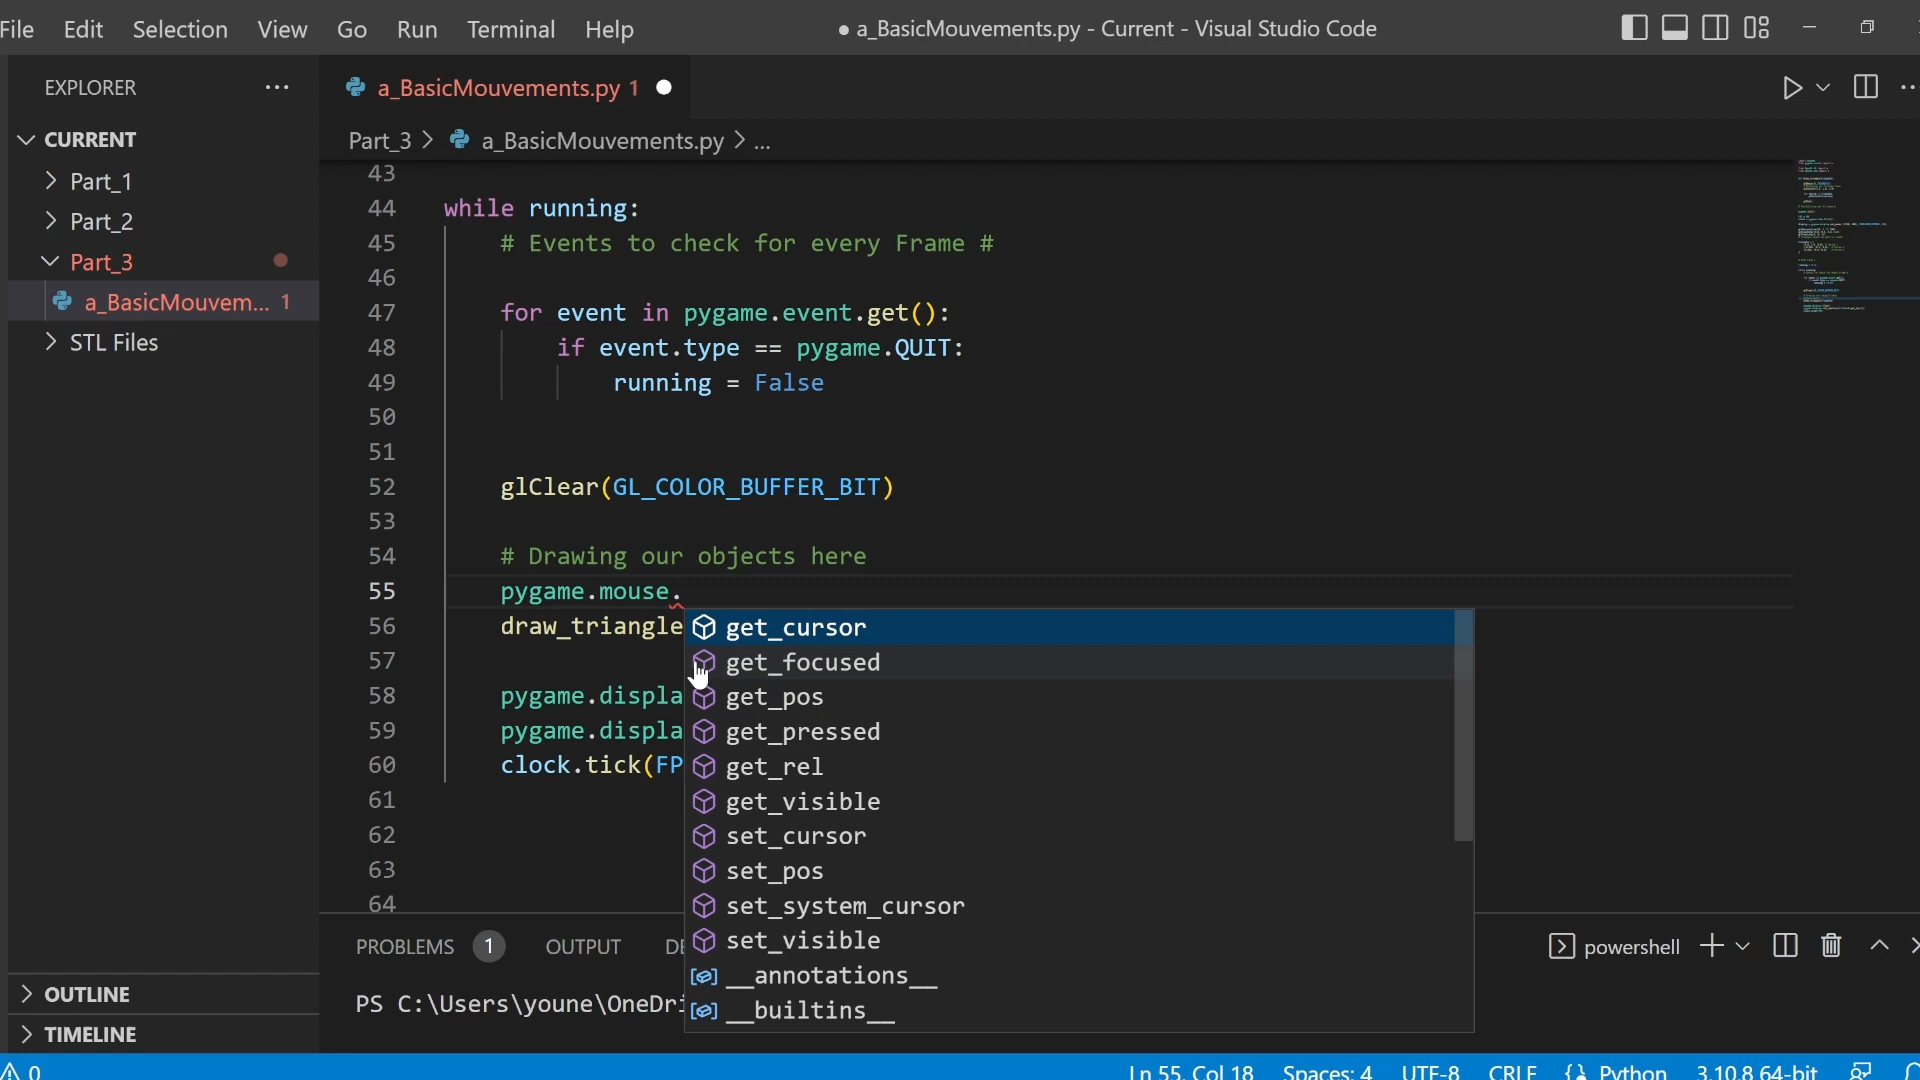 File Edit Selection View Go Run Terminal Help ● a_BasicMouvements.py - Current - Visual Studio Code
EXPLORER ···
CURRENT
Part_1
Part_2
Part_3
a_BasicMouvem... 1
STL Files
OUTLINE
TIMELINE
a_BasicMouvements.py 1
Part_3 > a_BasicMouvements.py > ...
43
44 while running:
45 # Events to check for every Frame #
46
47 for event in pygame.event.get():
48 if event.type == pygame.QUIT:
49 running = False
50
51
52 glClear(GL_COLOR_BUFFER_BIT)
53
54 # Drawing our objects here
55 pygame.mouse.
56 draw_triangle
57
58 pygame.displa
59 pygame.displa
60 clock.tick(FP
61
62
63
64
get_cursor
get_focused
get_pos
get_pressed
get_rel
get_visible
set_cursor
set_pos
set_system_cursor
set_visible
__annotations__
__builtins__
PROBLEMS 1 OUTPUT DE powershell
PS C:\Users\youne\OneDri
0 Ln 55, Col 18 Spaces: 4 UTF-8 CRLF {} Python 3.10.8 64-bit